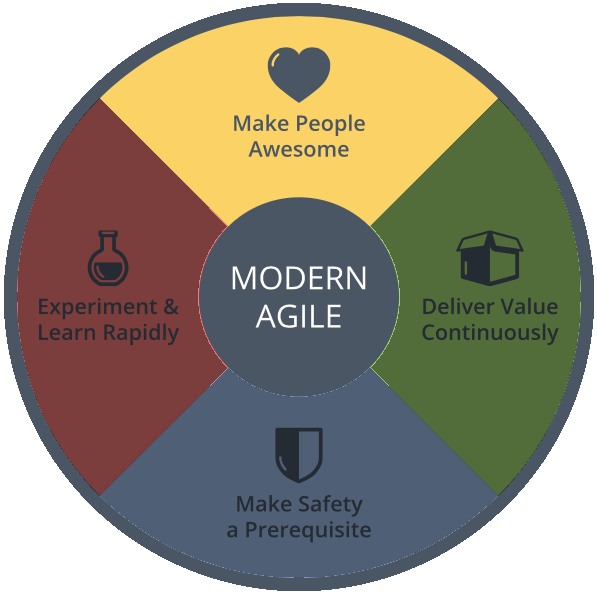 Make People
Awesome
Experiment &
Learn Rapidly
MODERN
AGILE
Deliver Value
Continuously
Make Safety
a Prerequisite